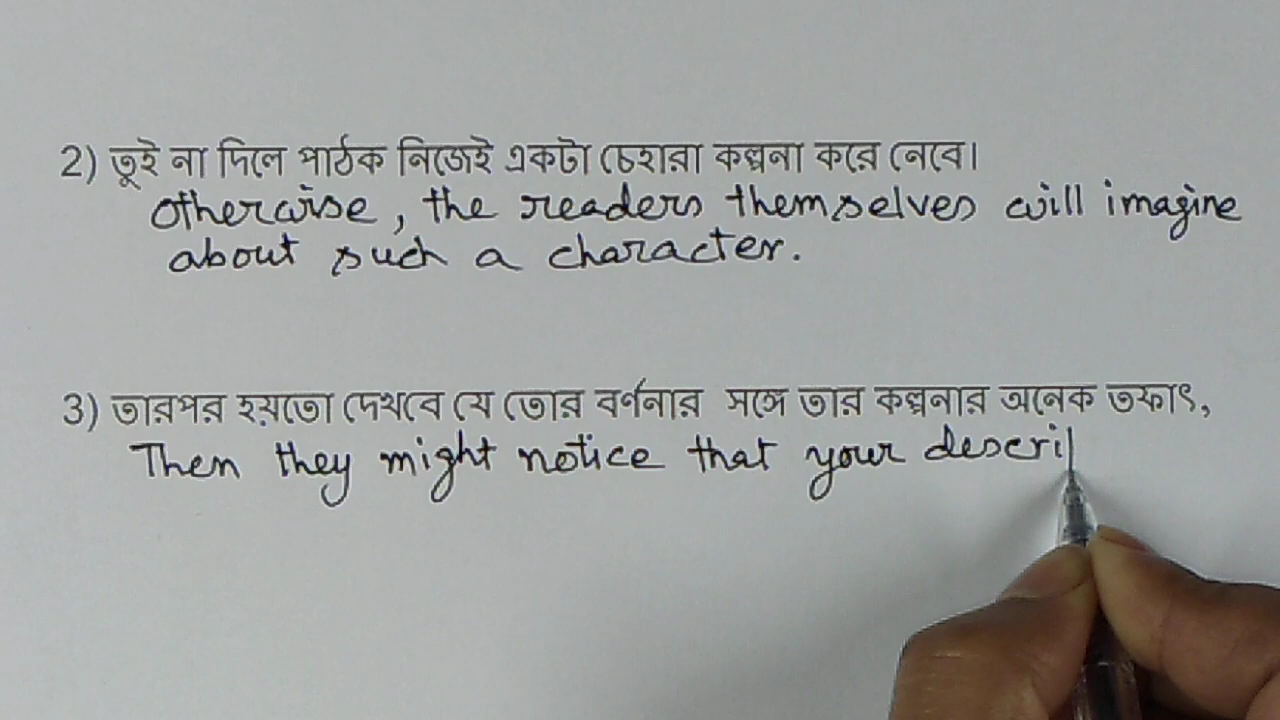 2) তুই না দিলে পাঠক নিজেই একটা চেহারা কল্পনা করে নেবে।
Otherwise, the readers themselves will imagine
about such a character.
3) তারপর হয়তো দেখবে যে তোর বর্ণনার সঙ্গে তার কল্পনার অনেক তফাৎ,
Then they might notice that your descri